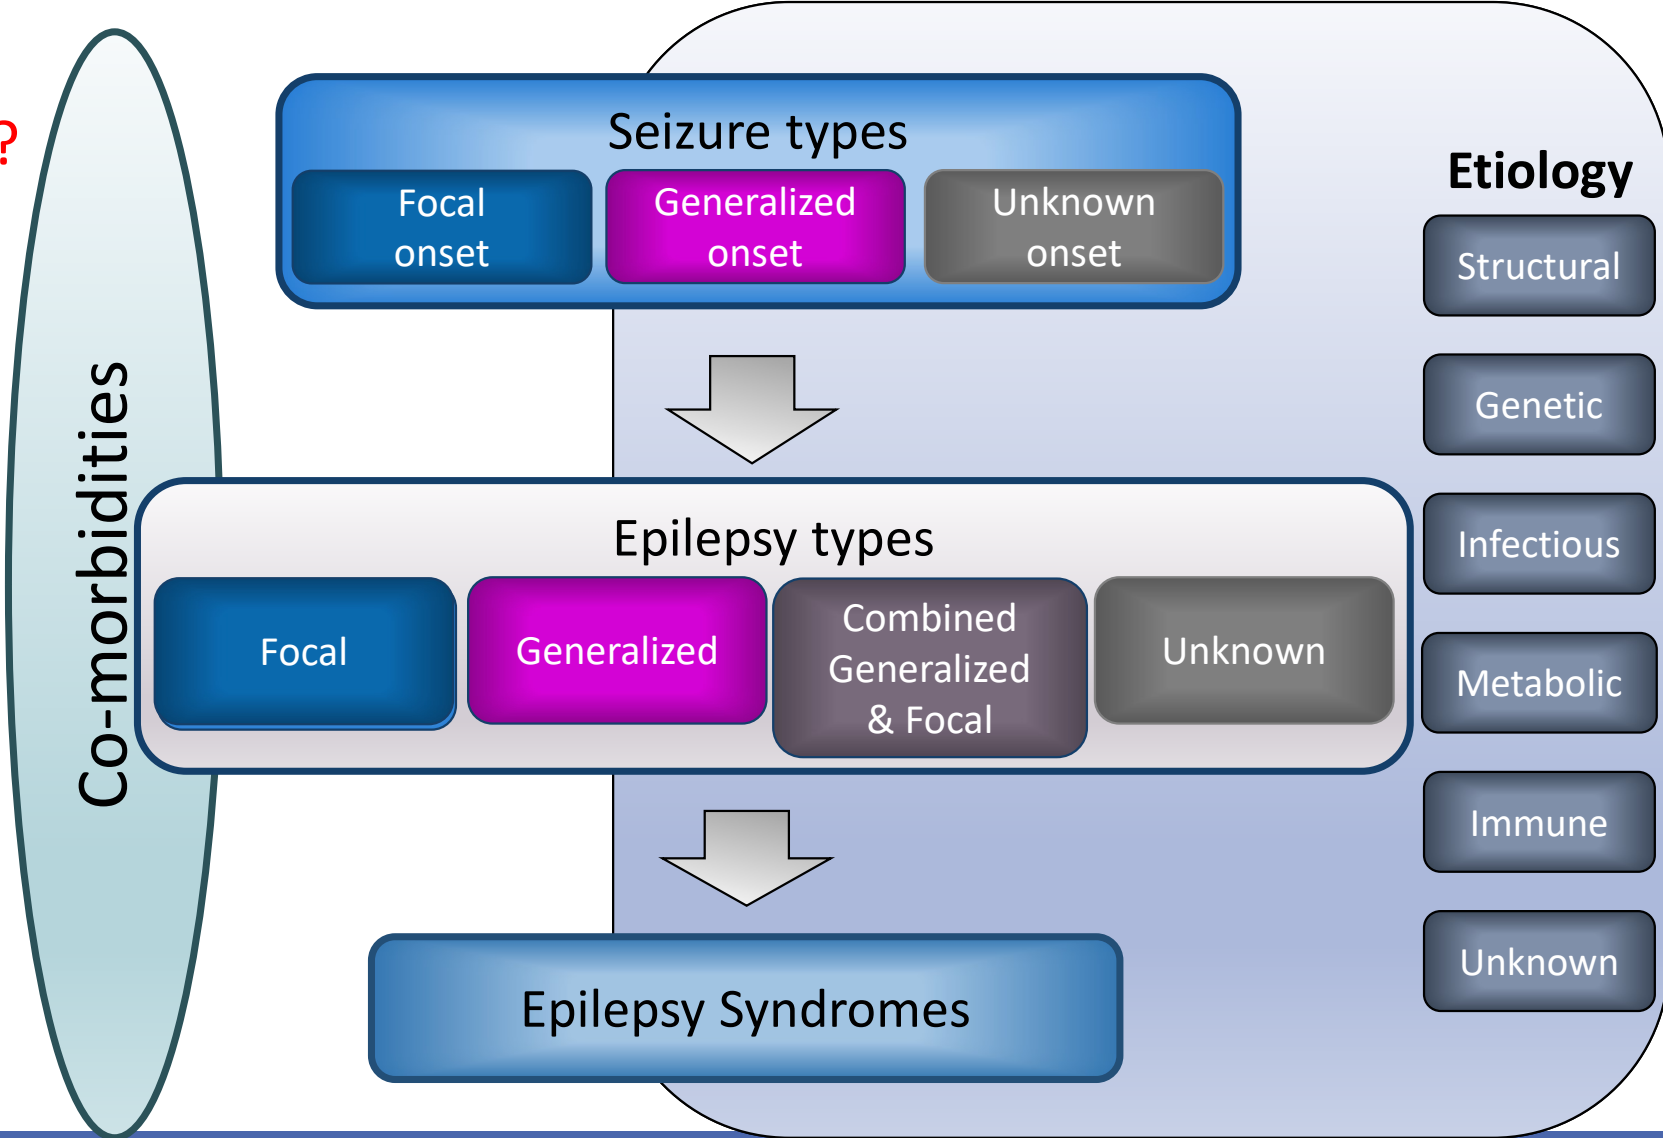 ?
Co-morbidities
Seizure types
Focal
onset
Generalized
onset
Unknown
onset
Epilepsy types
Focal
Generalized
Combined
Generalized
& Focal
Unknown
Epilepsy Syndromes
Etiology
Structural
Genetic
Infectious
Metabolic
Immune
Unknown